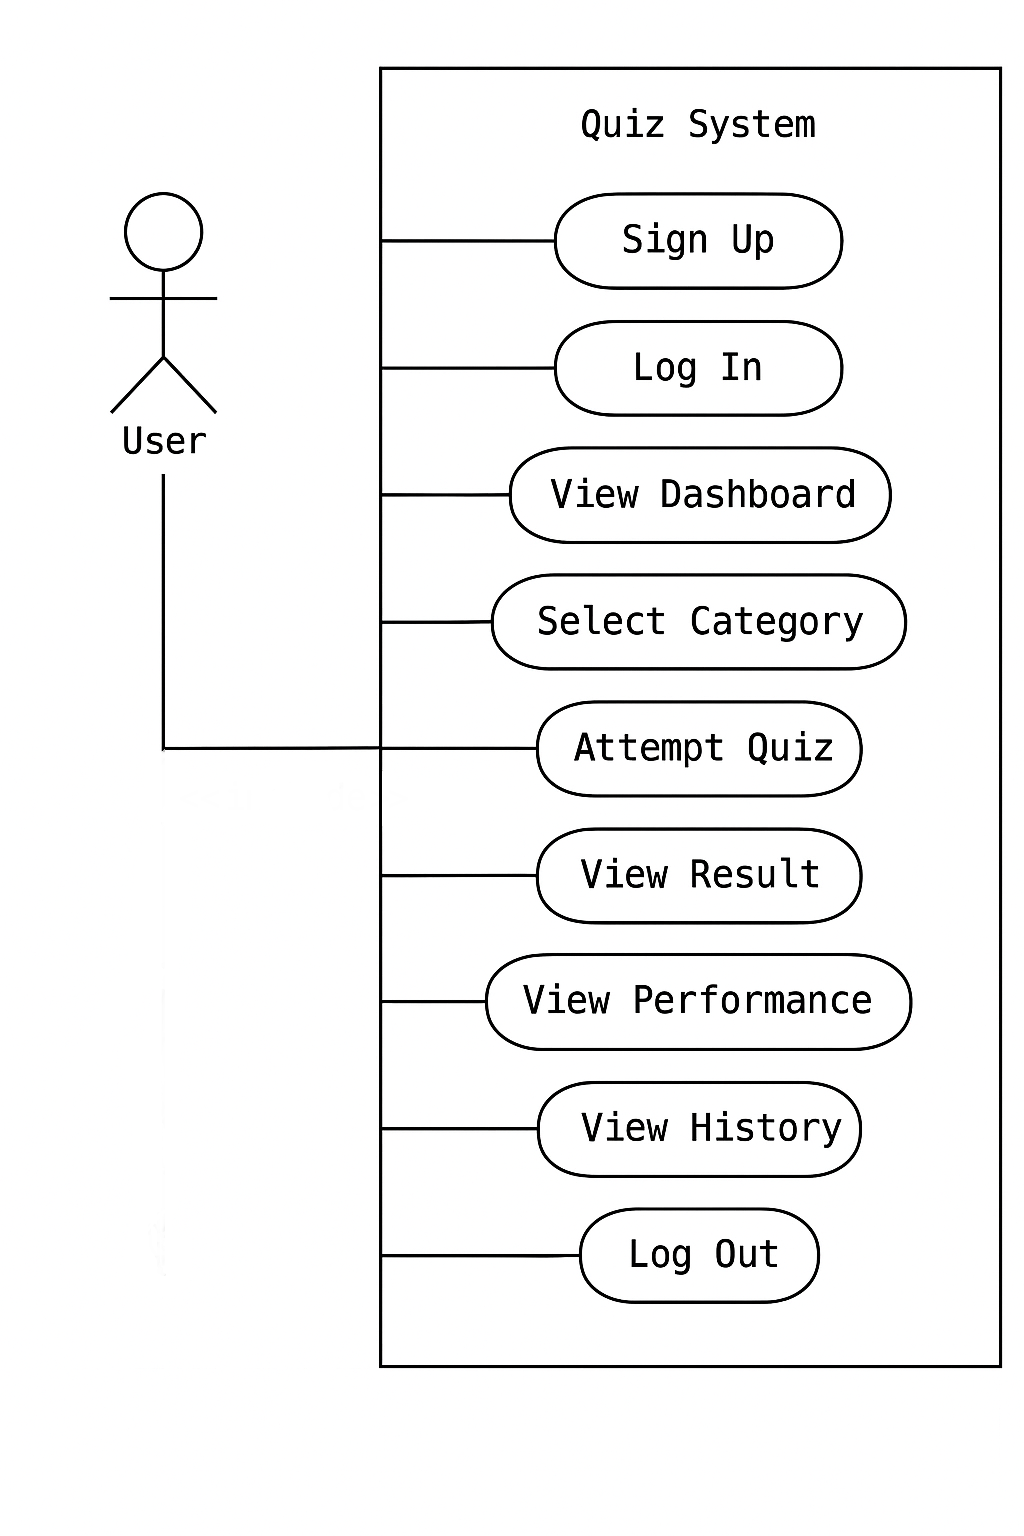 Quiz System
Sign Up
Log In
User
View Dashboard
Select Category
Attempt Quiz
View Result
View Performance
View History
Log Out